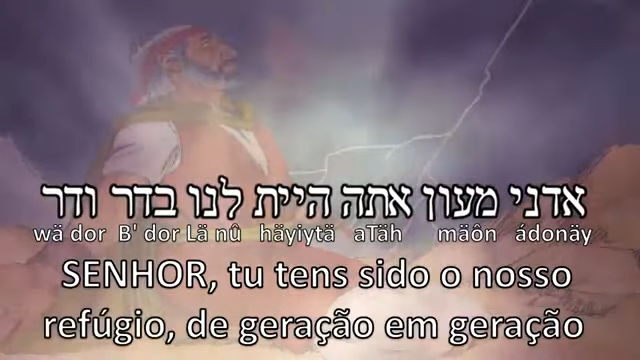 אדני מעון אתה היית לנו בדר ודר
wä dor B' dor Lä nû häyiytä aTäh mäôn ádonäy
SENHOR, tu tens sido o nosso
refúgio, de geração em geração